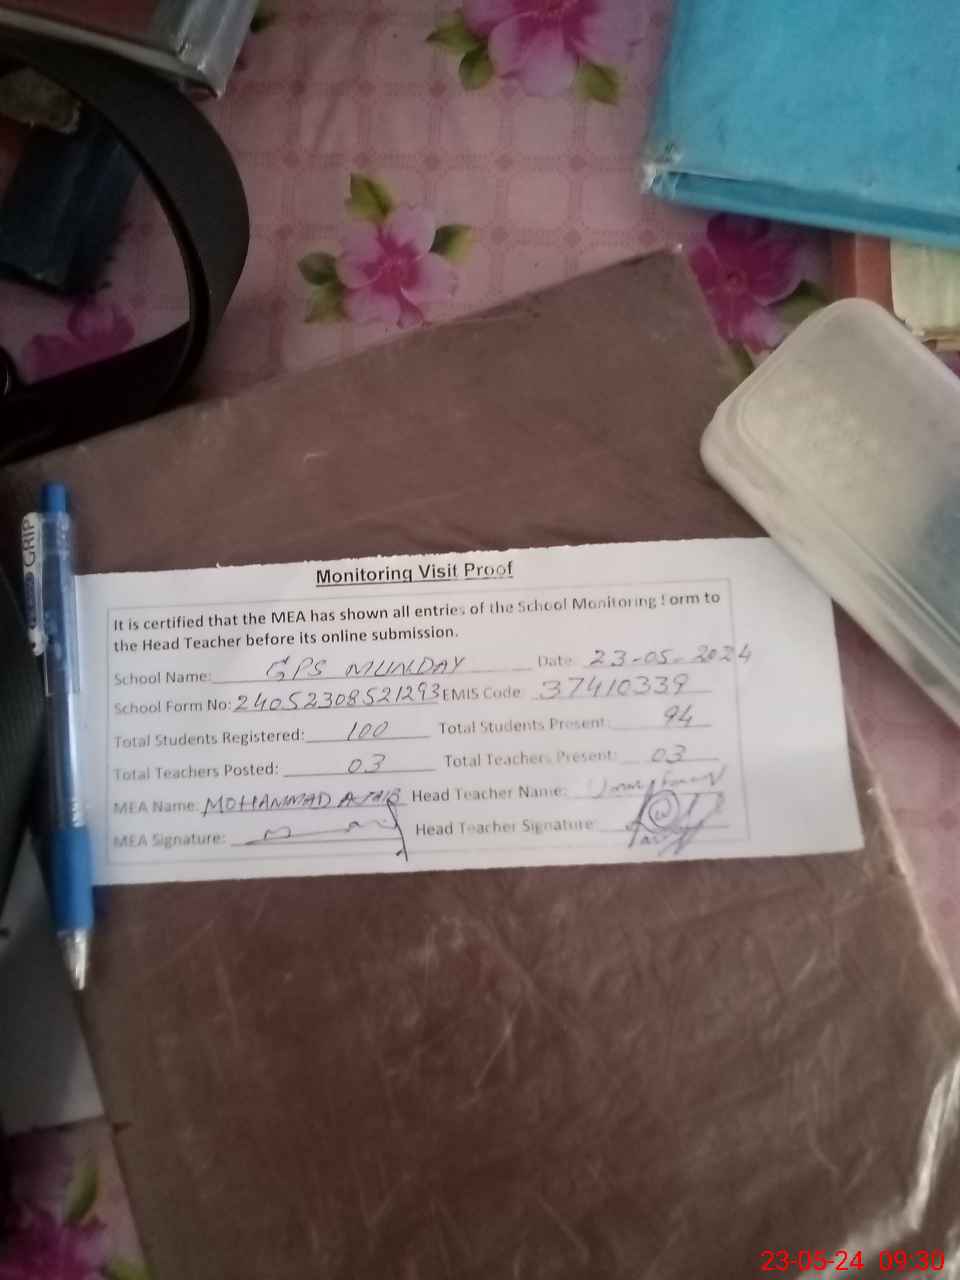 GRIP
Monitoring Visit Proof
It is certified that the MEA has shown all entries of the School Monitoring Form to
the Head Teacher before its online submission.
School Name: GPS MUNDAY Date 23-05-2024
School Form No: 24052308521293 EMIS Code 37410339
Total Students Registered: 100 Total Students Present: 94
Total Teachers Posted: 03 Total Teachers Present: 03
MEA Name: MOHAMMAD AJAIB Head Teacher Name:
MEA Signature: Head Teacher Signature:
23-05-24 09:30